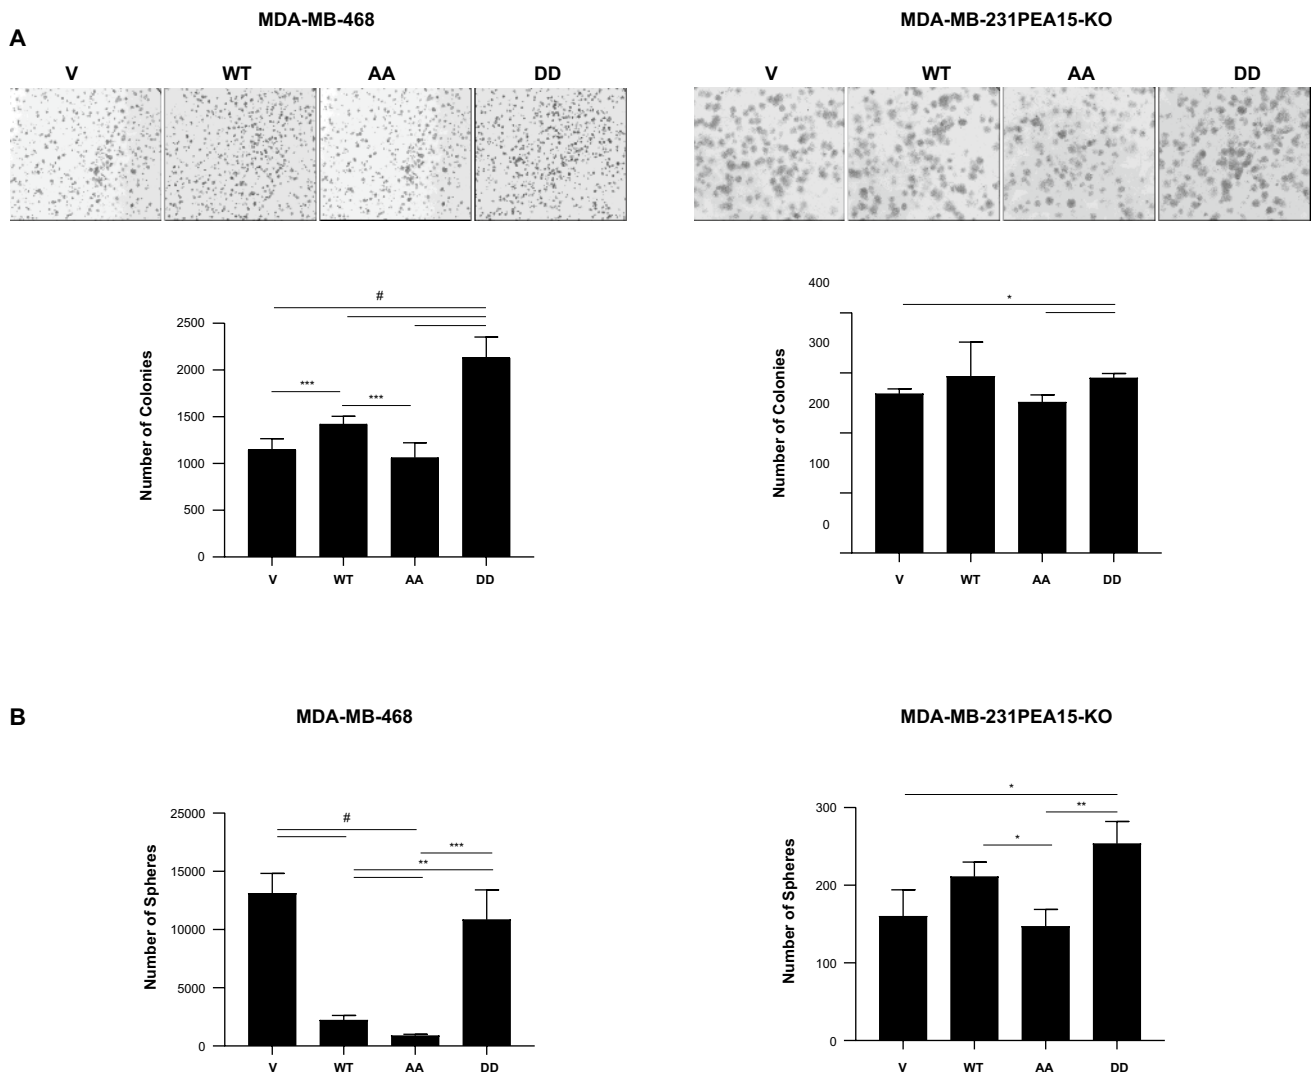 MDA-MB-468
MDA-MB-231PEA15-KO
A
V WT AA DD
V WT AA DD
#
***
***
2500
2000
1500
1000
500
0
Number of Colonies
V WT AA DD
*
400
300
200
100
0
Number of Colonies
V WT AA DD
B
MDA-MB-468
MDA-MB-231PEA15-KO
#
***
**
25000
15000
10000
5000
0
Number of Spheres
V WT AA DD
*
**
*
300
200
100
0
Number of Spheres
V WT AA DD